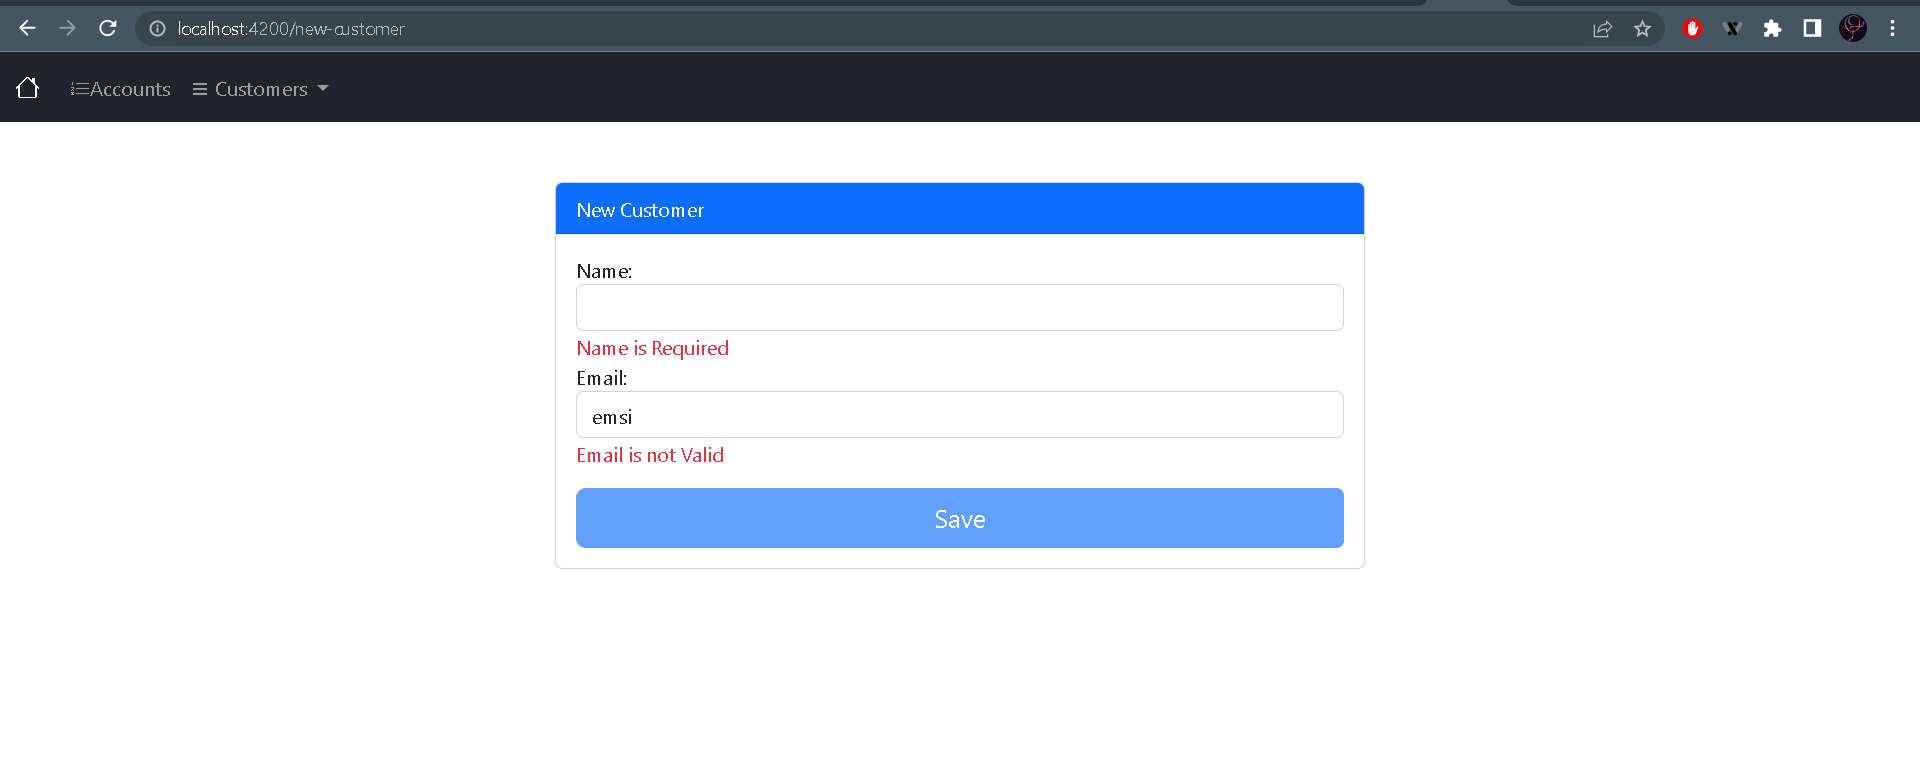 localhost:4200/new-customer
Accounts Customers
New Customer
Name:
Name is Required
Email:
emsi
Email is not Valid
Save